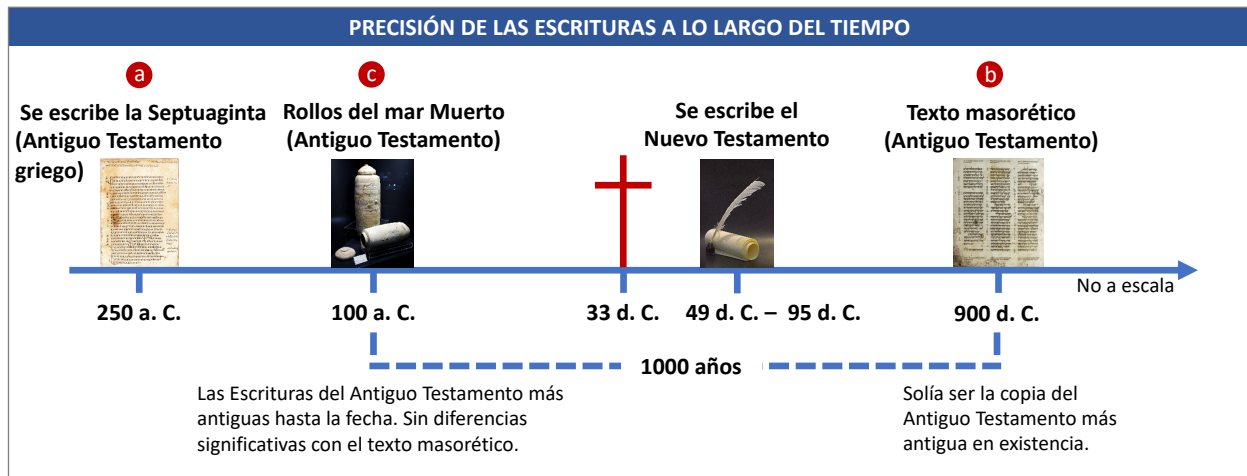 PRECISIÓN DE LAS ESCRITURAS A LO LARGO DEL TIEMPO
a
Se escribe la Septuaginta
(Antiguo Testamento
griego)
c
Rollos del mar Muerto
(Antiguo Testamento)
Se escribe el
Nuevo Testamento
b
Texto masorético
(Antiguo Testamento)
No a escala
250 a. C.
100 a. C.
33 d. C.
49 d. C. – 95 d. C.
900 d. C.
1000 años
Las Escrituras del Antiguo Testamento más
antiguas hasta la fecha. Sin diferencias
significativas con el texto masorético.
Solía ser la copia del
Antiguo Testamento más
antigua en existencia.